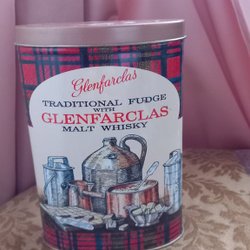 Glenfarclas
TRADITIONAL FUDGE
WITH
GLENFARCLAS
MALT WHISKY